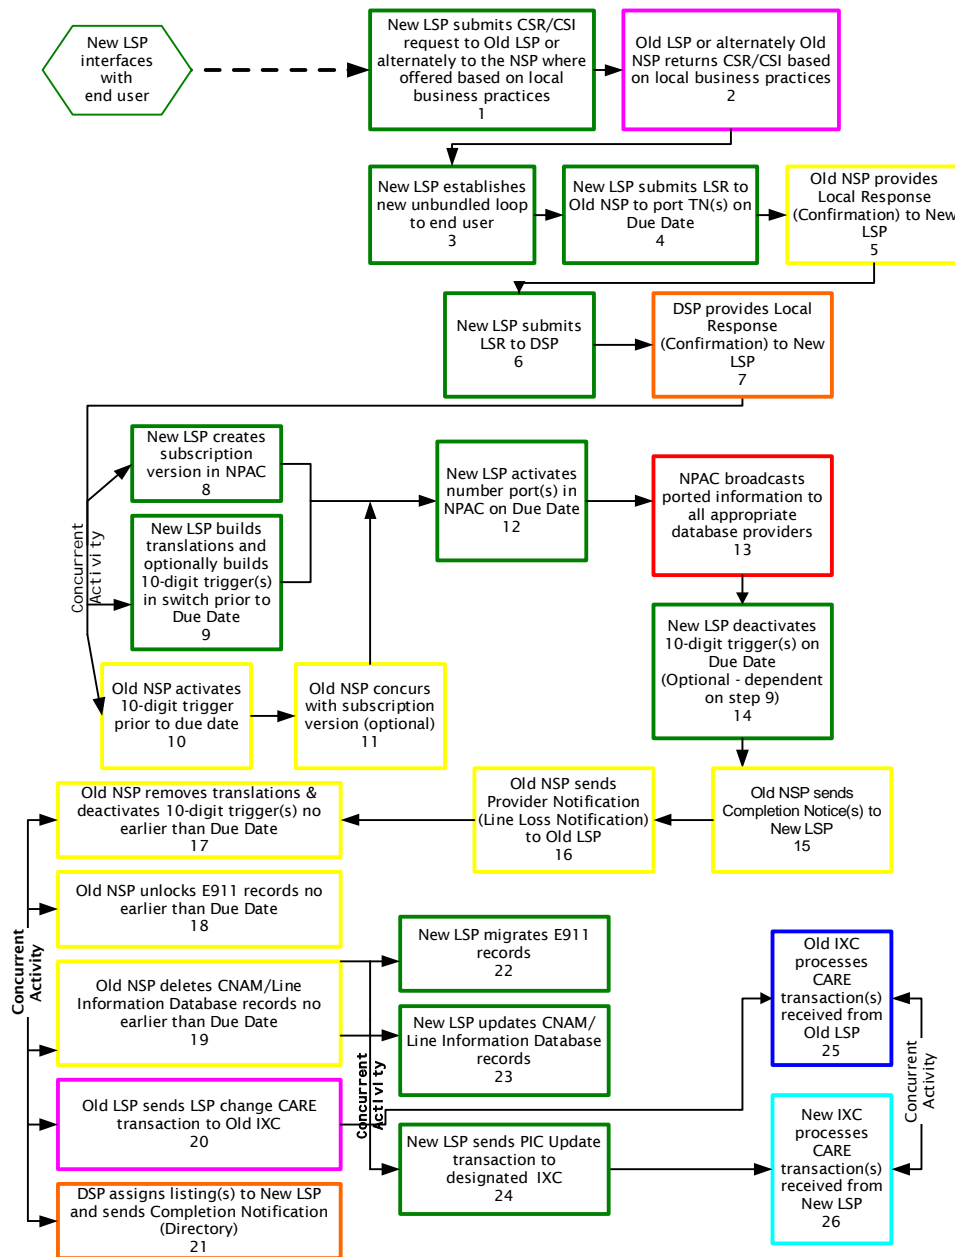 New LSP
interfaces
with
end user
New LSP submits CSR/CSI
request to Old LSP or
alternately to the NSP where
offered based on local
business practices
1
Old LSP or alternately Old
NSP returns CSR/CSI based
on local business practices
2
New LSP establishes
new unbundled loop
to end user
3
New LSP submits LSR to
Old NSP to port TN(s) on
Due Date
4
Old NSP provides
Local Response
(Confirmation) to New
LSP
5
New LSP submits
LSR to DSP
6
DSP provides Local
Response
(Confirmation) to New
LSP
7
Concurrent
Activity
New LSP creates
subscription
version in NPAC
8
New LSP builds
translations and
optionally builds
10-digit trigger(s)
in switch prior to
Due Date
9
Old NSP activates
10-digit trigger
prior to due date
10
Old NSP concurs
with subscription
version (optional)
11
New LSP activates
number port(s) in
NPAC on Due Date
12
NPAC broadcasts
ported information to
all appropriate
database providers
13
New LSP deactivates
10-digit trigger(s) on
Due Date
(Optional - dependent
on step 9)
14
Old NSP sends
Completion Notice(s) to
New LSP
15
Old NSP sends
Provider Notification
(Line Loss Notification)
to Old LSP
16
Old NSP removes translations &
deactivates 10-digit trigger(s) no
earlier than Due Date
17
Concurrent
Activity
Old NSP unlocks E911 records no
earlier than Due Date
18
Old NSP deletes CNAM/Line
Information Database records no
earlier than Due Date
19
Old LSP sends LSP change CARE
transaction to Old IXC
20
DSP assigns listing(s) to New LSP
and sends Completion Notification
(Directory)
21
Concurrent
Activity
New LSP migrates E911
records
22
New LSP updates CNAM/
Line Information Database
records
23
New LSP sends PIC Update
transaction to
designated IXC
24
Old IXC
processes
CARE
transaction(s)
received from
Old LSP
25
New IXC
processes
CARE
transaction(s)
received from
New LSP
26
Concurrent
Activity